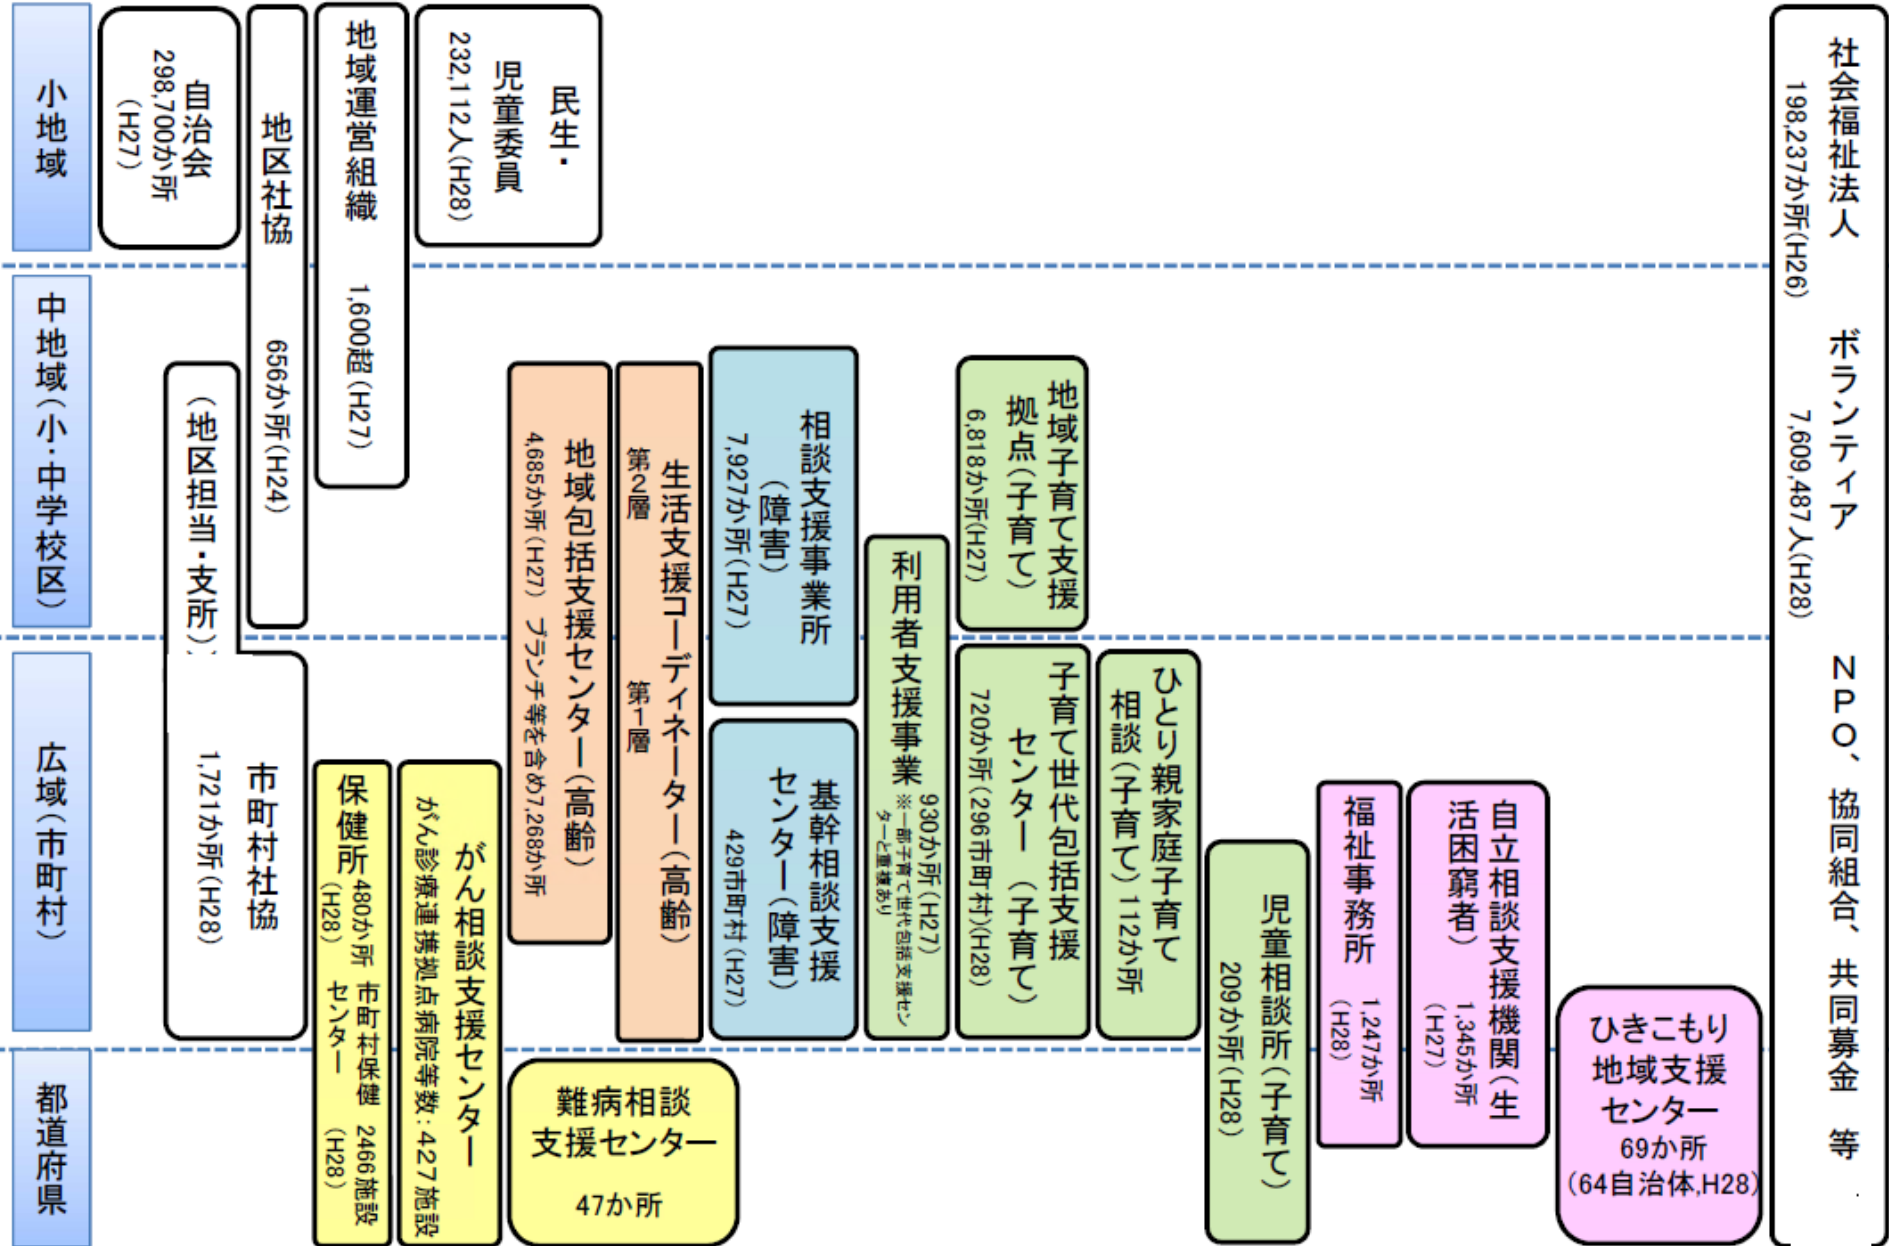 小地域
中地域(小・中学校区)
広域(市町村)
都道府県
自治会
298,700か所
(H27)
地区社協 656か所(H24)
地域運営組織 1,600超(H27)
民生・
児童委員
232,112人(H28)
(地区担当・支所)
市町村社協
1,721か所(H28)
保健所 480か所
(H28)
市町村保健
センター
2466施設
(H28)
がん相談支援センター
がん診療連携拠点病院等数:427施設
地域包括支援センター(高齢)
4,685か所(H27) ブランチ等を含め7,268か所
生活支援コーディネーター(高齢)
第2層 第1層
難病相談
支援センター
47か所
相談支援事業所
(障害)
7,927か所(H27)
基幹相談支援
センター(障害)
429市町村(H27)
利用者支援事業
930か所(H27)
※一部子育て世代包括支援セン
ターと重複あり
地域子育て支援
拠点(子育て)
6,818か所(H27)
子育て世代包括支援
センター (子育て)
720か所(296市町村)(H28)
ひとり親家庭子育て
相談(子育て) 112か所
児童相談所(子育て)
209か所(H28)
福祉事務所 1,247か所
(H28)
自立相談支援機関(生
活困窮者) 1,345か所
(H27)
ひきこもり
地域支援
センター
69か所
(64自治体,H28)
社会福祉法人 ボランティア NPO、協同組合、共同募金 等
198,237か所(H26) 7,609,487人(H28)